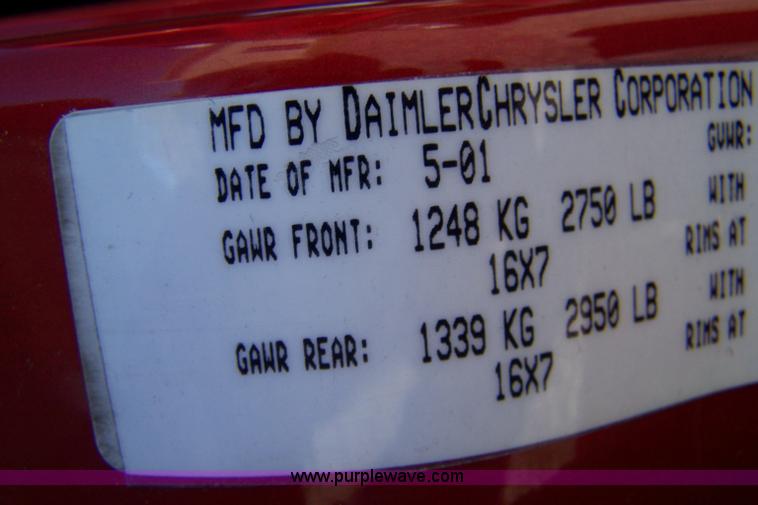 MFD BY DAIMLERCHRYSLER CORPORATION
DATE OF MFR: 5-01 GVWR:
GAWR FRONT: 1248 KG 2750 LB WITH
16X7 RIMS AT
GAWR REAR: 1339 KG 2950 LB WITH
16X7 RIMS AT
www.purplewave.com